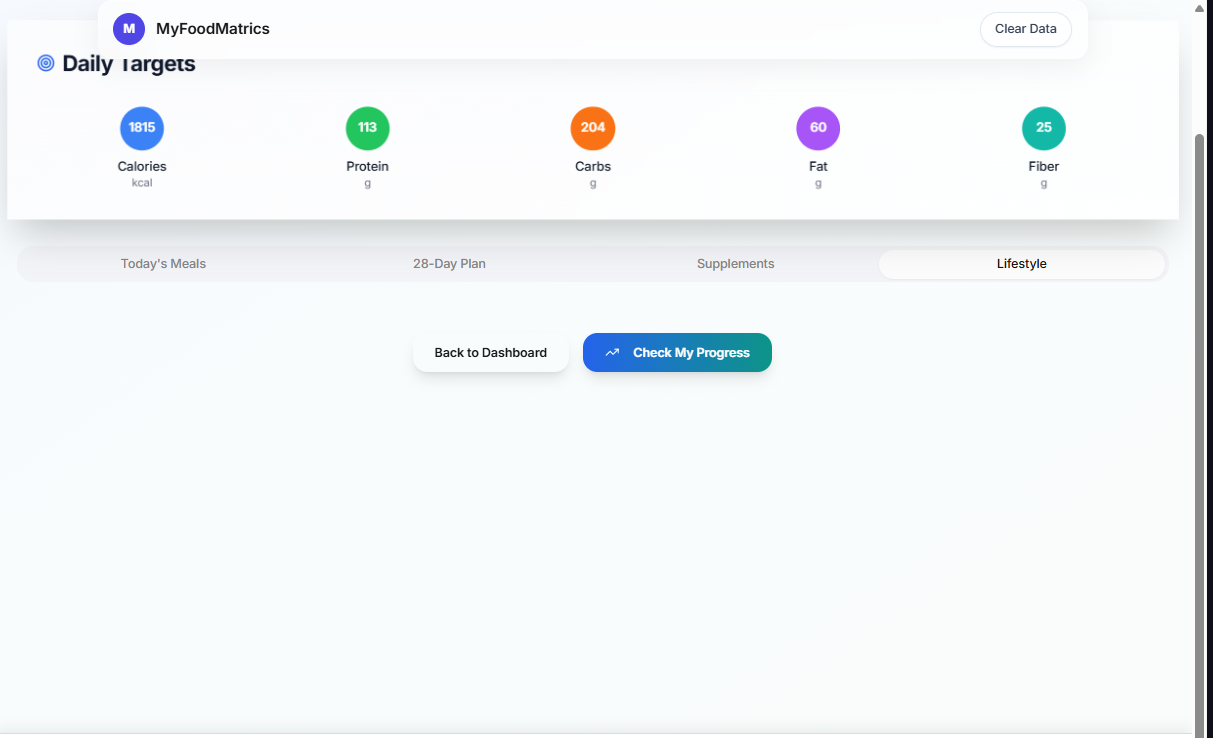 M MyFoodMatrics Clear Data
Daily Targets
1815 113 204 60 25
Calories Protein Carbs Fat Fiber
kcal g g g g
Today's Meals 28-Day Plan Supplements Lifestyle
Back to Dashboard Check My Progress